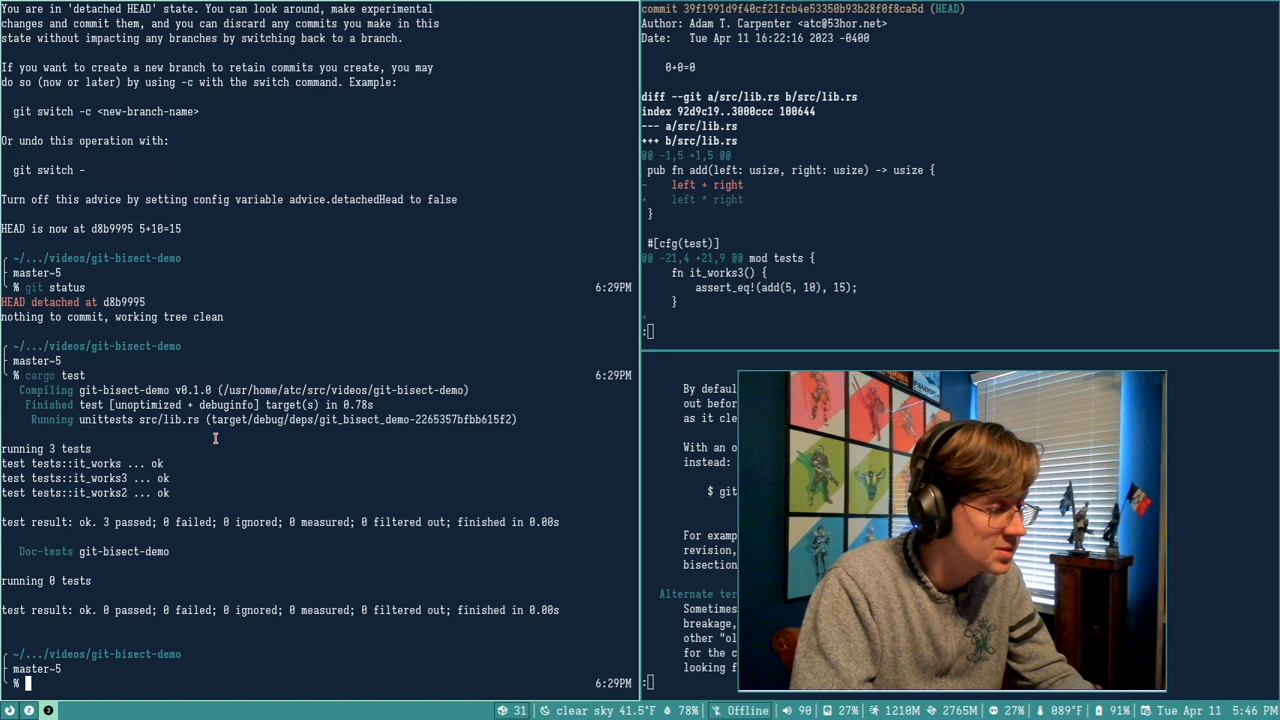 You are in 'detached HEAD' state. You can look around, make experimental
changes and commit them, and you can discard any commits you make in this
state without impacting any branches by switching back to a branch.
If you want to create a new branch to retain commits you create, you may
do so (now or later) by using -c with the switch command. Example:
git switch -c <new-branch-name>
Or undo this operation with:
git switch -
Turn off this advice by setting config variable advice.detachedHead to false
HEAD is now at d8b9995 5+10=15
~/.../videos/git-bisect-demo
master~5
% git status 6:29PM
HEAD detached at d8b9995
nothing to commit, working tree clean
~/.../videos/git-bisect-demo
master~5
% cargo test 6:29PM
Compiling git-bisect-demo v0.1.0 (/usr/home/atc/src/videos/git-bisect-demo)
Finished test [unoptimized + debuginfo] target(s) in 0.78s
Running unittests src/lib.rs (target/debug/deps/git_bisect_demo-2265357bfbb615f2)
running 3 tests
test tests::it_works ... ok
test tests::it_works3 ... ok
test tests::it_works2 ... ok
test result: ok. 3 passed; 0 failed; 0 ignored; 0 measured; 0 filtered out; finished in 0.00s
Doc-tests git-bisect-demo
running 0 tests
test result: ok. 0 passed; 0 failed; 0 ignored; 0 measured; 0 filtered out; finished in 0.00s
~/.../videos/git-bisect-demo
master~5
% 6:29PM
commit 39f1991d9f40cf21fcb4e53350b93b28f0f8ca5d (HEAD)
Author: Adam T. Carpenter <atc@53hor.net>
Date: Tue Apr 11 16:22:16 2023 -0400
0+0=0
diff --git a/src/lib.rs b/src/lib.rs
index 92d9c19..3000ccc 100644
--- a/src/lib.rs
+++ b/src/lib.rs
@@ -1,5 +1,5 @@
pub fn add(left: usize, right: usize) -> usize {
- left + right
+ left * right
}
#[cfg(test)]
@@ -21,4 +21,9 @@ mod tests {
fn it_works3() {
assert_eq!(add(5, 10), 15);
}
+
:
By defaul
out befor
as it cle
With an o
instead:
$ git
For examp
revision,
bisection
Alternate ter
Sometimes
breakage,
other "ol
for the c
looking f
:
2 3 31 clear sky 41.5°F 78% Offline 90 27% 1210M 2765M 27% 089°F 91% Tue Apr 11 5:46 PM